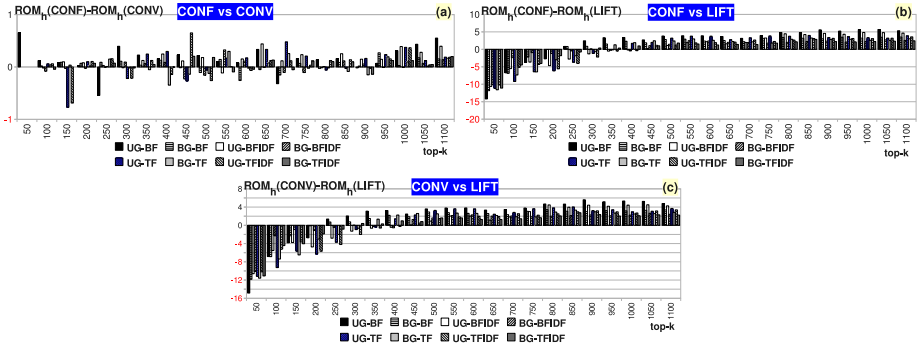 ROMh(CONF)-ROMh(CONV) CONF vs CONV (a)
1
0
-1
50 100 150 200 250 300 350 400 450 500 550 600 650 700 750 800 850 900 950 1000 1050 1100
top-k
UG-BF BG-BF UG-BFIDF BG-BFIDF
UG-TF BG-TF UG-TFIDF BG-TFIDF
ROMh(CONF)-ROMh(LIFT) CONF vs LIFT (b)
10
5
0
-5
-10
-15
-20
50 100 150 200 250 300 350 400 450 500 550 600 650 700 750 800 850 900 950 1000 1050 1100
top-k
UG-BF BG-BF UG-BFIDF BG-BFIDF
UG-TF BG-TF UG-TFIDF BG-TFIDF
ROMh(CONV)-ROMh(LIFT) CONV vs LIFT (c)
8
4
0
-4
-8
-12
-16
50 100 150 200 250 300 350 400 450 500 550 600 650 700 750 800 850 900 950 1000 1050 1100
top-k
UG-BF BG-BF UG-BFIDF BG-BFIDF
UG-TF BG-TF UG-TFIDF BG-TFIDF